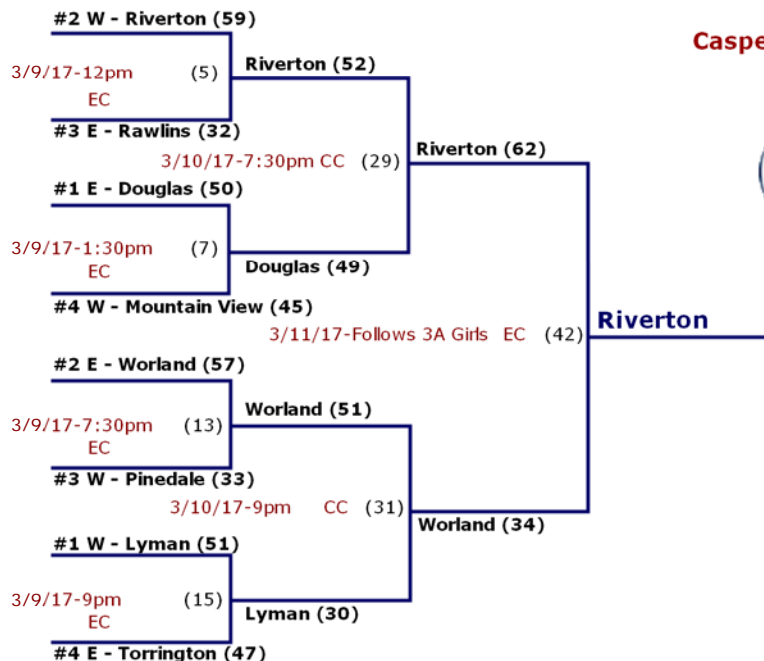 #2 W - Riverton (59)
Caspe
Riverton (52)
3/9/17-12pm (5)
EC
#3 E - Rawlins (32)
Riverton (62)
3/10/17-7:30pm CC (29)
#1 E - Douglas (50)
3/9/17-1:30pm (7)
EC
Douglas (49)
#4 W - Mountain View (45)
Riverton
3/11/17-Follows 3A Girls EC (42)
#2 E - Worland (57)
Worland (51)
3/9/17-7:30pm (13)
EC
#3 W - Pinedale (33)
3/10/17-9pm CC (31)
Worland (34)
#1 W - Lyman (51)
3/9/17-9pm (15)
EC
Lyman (30)
#4 E - Torrington (47)